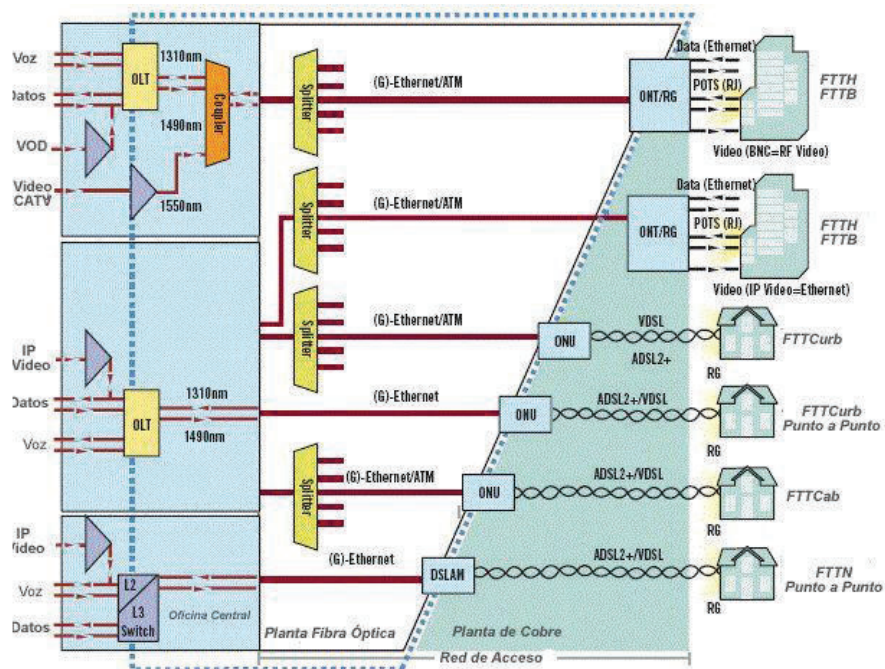 Voz
Datos
VOD
Video
CATV
OLT
1310nm
1490nm
1550nm
Coupler
Splitter
(G)-Ethernet/ATM
ONT/RG
Data (Ethernet)
POTS (RJ)
Video (BNC=RF Video)
FTTH
FTTB
Splitter
(G)-Ethernet/ATM
ONT/RG
Data (Ethernet)
POTS (RJ)
Video (IP Video=Ethernet)
FTTH
FTTB
Splitter
(G)-Ethernet/ATM
ONU
VDSL
ADSL2+
RG
FTTCurb
IP
Video
Datos
Voz
OLT
1310nm
1490nm
(G)-Ethernet
ONU
ADSL2+/VDSL
RG
FTTCurb
Punto a Punto
Splitter
(G)-Ethernet/ATM
ONU
ADSL2+/VDSL
RG
FTTCab
IP
Video
Voz
Datos
L2
L3
Switch
Oficina Central
(G)-Ethernet
DSLAM
ADSL2+/VDSL
RG
FTTN
Punto a Punto
Planta Fibra Óptica
Planta de Cobre
Red de Acceso